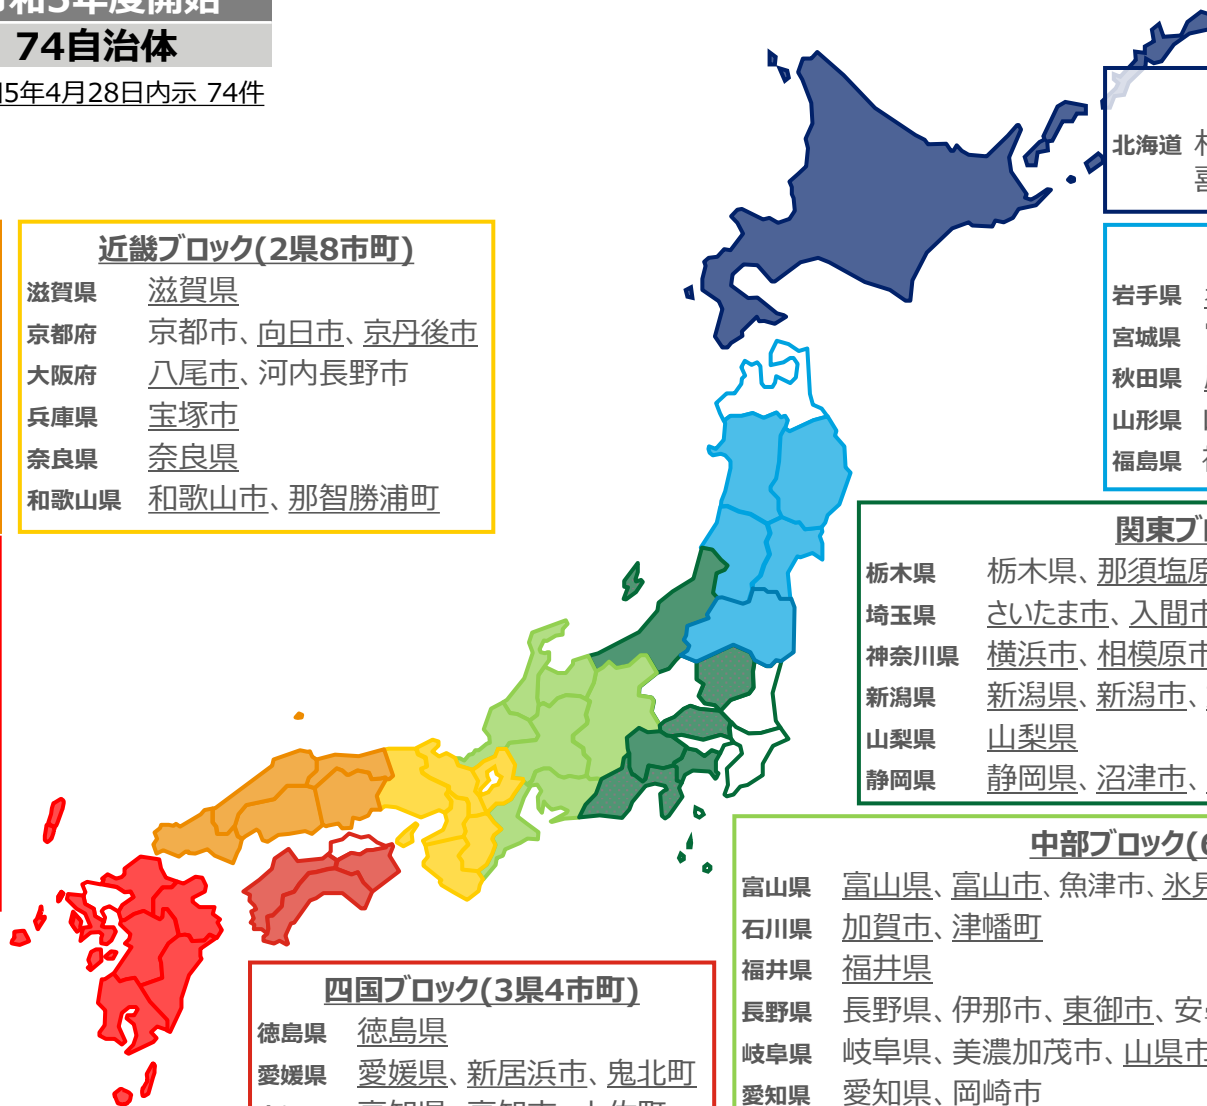 和5年度開始
74自治体
5年4月28日内示 74件
近畿ブロック(2県8市町)
滋賀県 滋賀県
京都府 京都市、向日市、京丹後市
大阪府 八尾市、河内長野市
兵庫県 宝塚市
奈良県 奈良県
和歌山県 和歌山市、那智勝浦町
北海道
岩手県
宮城県
秋田県
山形県
福島県
関東ブ
栃木県 栃木県、那須塩原
埼玉県 さいたま市、入間市
神奈川県 横浜市、相模原市
新潟県 新潟県、新潟市、
山梨県 山梨県
静岡県 静岡県、沼津市、
中部ブロック(6
富山県 富山県、富山市、魚津市、氷見
石川県 加賀市、津幡町
福井県 福井県
長野県 長野県、伊那市、東御市、安
岐阜県 岐阜県、美濃加茂市、山県市
愛知県 愛知県、岡崎市
四国ブロック(3県4市町)
徳島県 徳島県
愛媛県 愛媛県、新居浜市、鬼北町